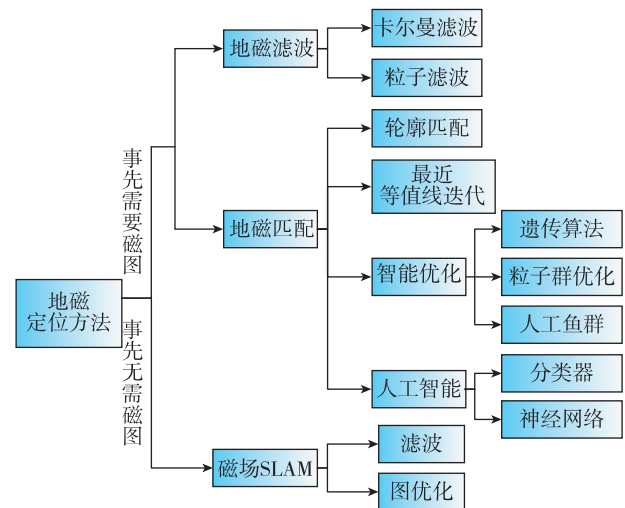 地磁
定位方法
事先需要磁图
事先无需磁图
地磁滤波
卡尔曼滤波
粒子滤波
地磁匹配
轮廓匹配
最近
等值线迭代
智能优化
遗传算法
粒子群优化
人工鱼群
人工智能
分类器
神经网络
磁场SLAM
滤波
图优化